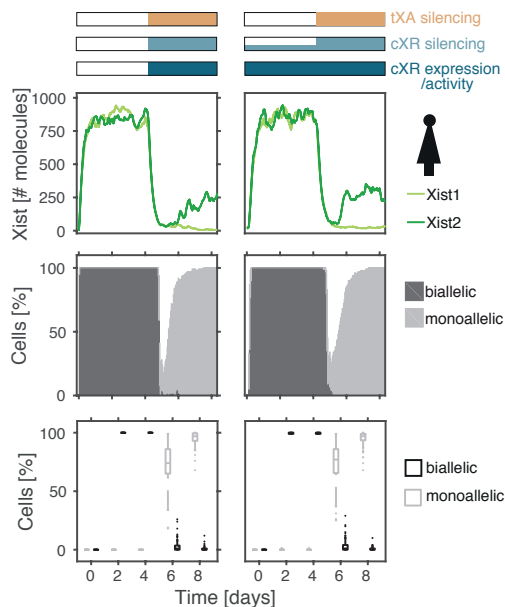 tXA silencing
cXR silencing
cXR expression
/activity
Xist [# molecules]
1000
750
500
250
0
Xist1
Xist2
Cells [%]
100
50
0
biallelic
monoallelic
Cells [%]
100
50
0
biallelic
monoallelic
0 2 4 6 8
0 2 4 6 8
Time [days]